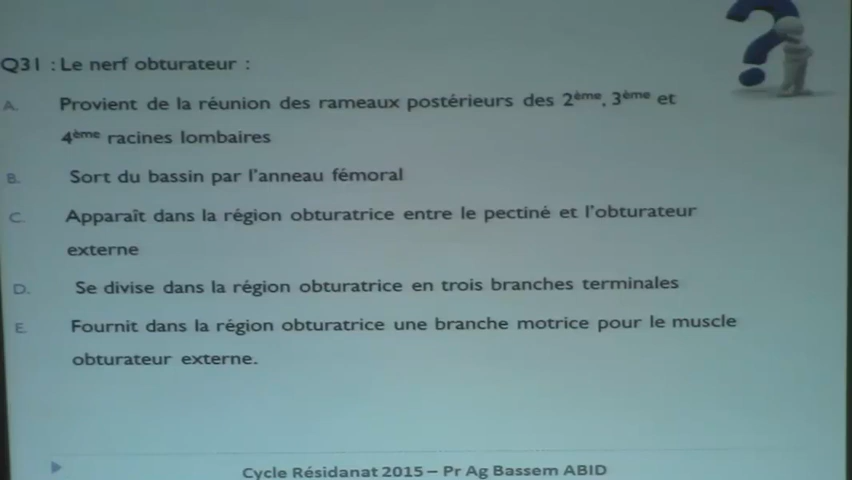 Q31 : Le nerf obturateur :
A. Provient de la réunion des rameaux postérieurs des 2ème, 3ème et
4ème racines lombaires
B. Sort du bassin par l'anneau fémoral
C. Apparaît dans la région obturatrice entre le pectiné et l'obturateur
externe
D. Se divise dans la région obturatrice en trois branches terminales
E. Fournit dans la région obturatrice une branche motrice pour le muscle
obturateur externe.
Cycle Résidanat 2015 – Pr Ag Bassem ABID